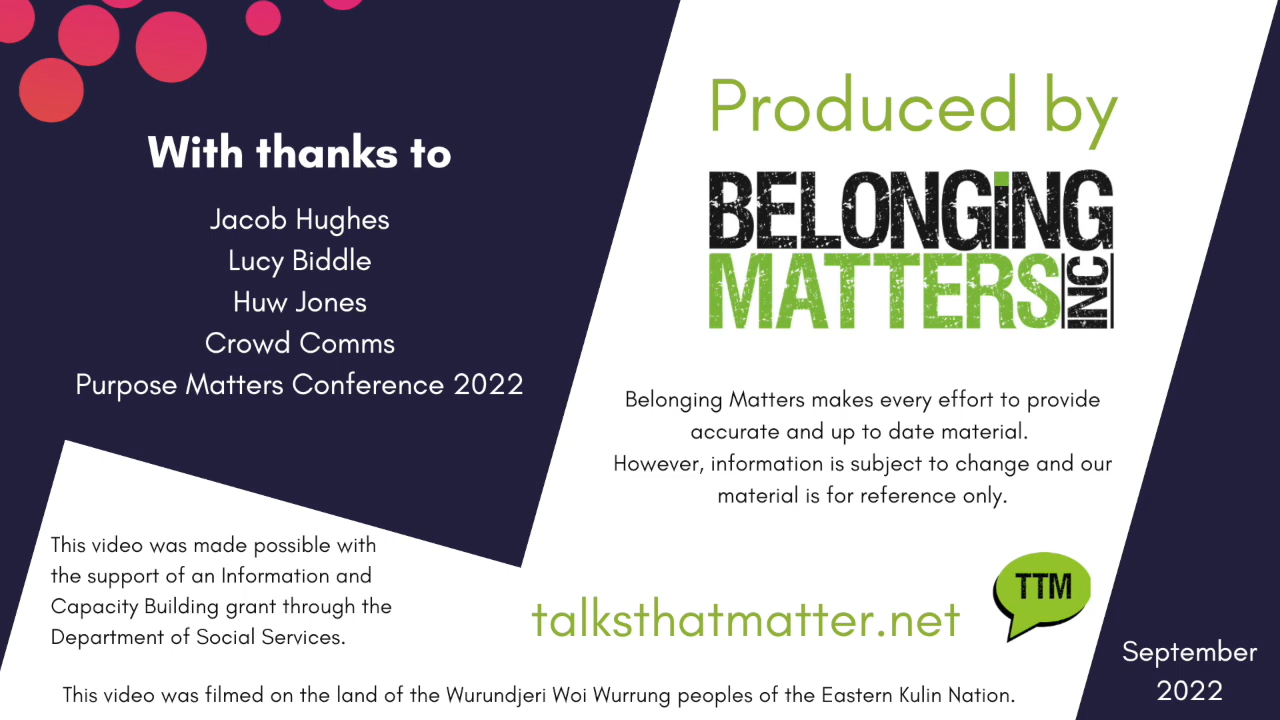 With thanks to
Jacob Hughes
Lucy Biddle
Huw Jones
Crowd Comms
Purpose Matters Conference 2022
Produced by
BELONGiNG
MATTERS INC
Belonging Matters makes every effort to provide
accurate and up to date material.
However, information is subject to change and our
material is for reference only.
This video was made possible with
the support of an Information and
Capacity Building grant through the
Department of Social Services.
talksthatmatter.net
TTM
September
2022
This video was filmed on the land of the Wurundjeri Woi Wurrung peoples of the Eastern Kulin Nation.